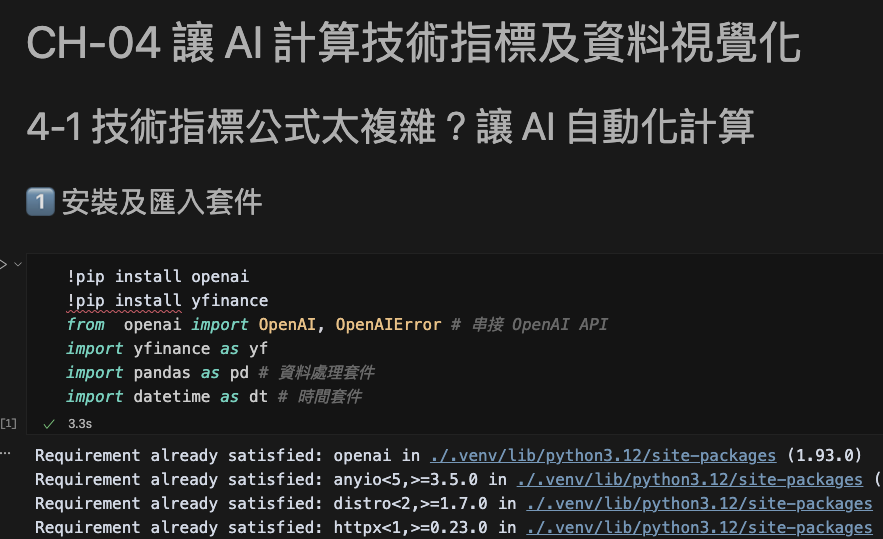 CH-04 讓 AI 計算技術指標及資料視覺化
4-1 技術指標公式太複雜？讓 AI 自動化計算
1️⃣ 安裝及匯入套件
!pip install openai
!pip install yfinance
from  openai import OpenAI, OpenAIError # 串接 OpenAI API
import yfinance as yf
import pandas as pd # 資料處理套件
import datetime as dt # 時間套件
[1]
✓ 3.3s
... Requirement already satisfied: openai in ./.venv/lib/python3.12/site-packages (1.93.0)
Requirement already satisfied: anyio<5,>=3.5.0 in ./.venv/lib/python3.12/site-packages (
Requirement already satisfied: distro<2,>=1.7.0 in ./.venv/lib/python3.12/site-packages
Requirement already satisfied: httpx<1,>=0.23.0 in ./.venv/lib/python3.12/site-packages